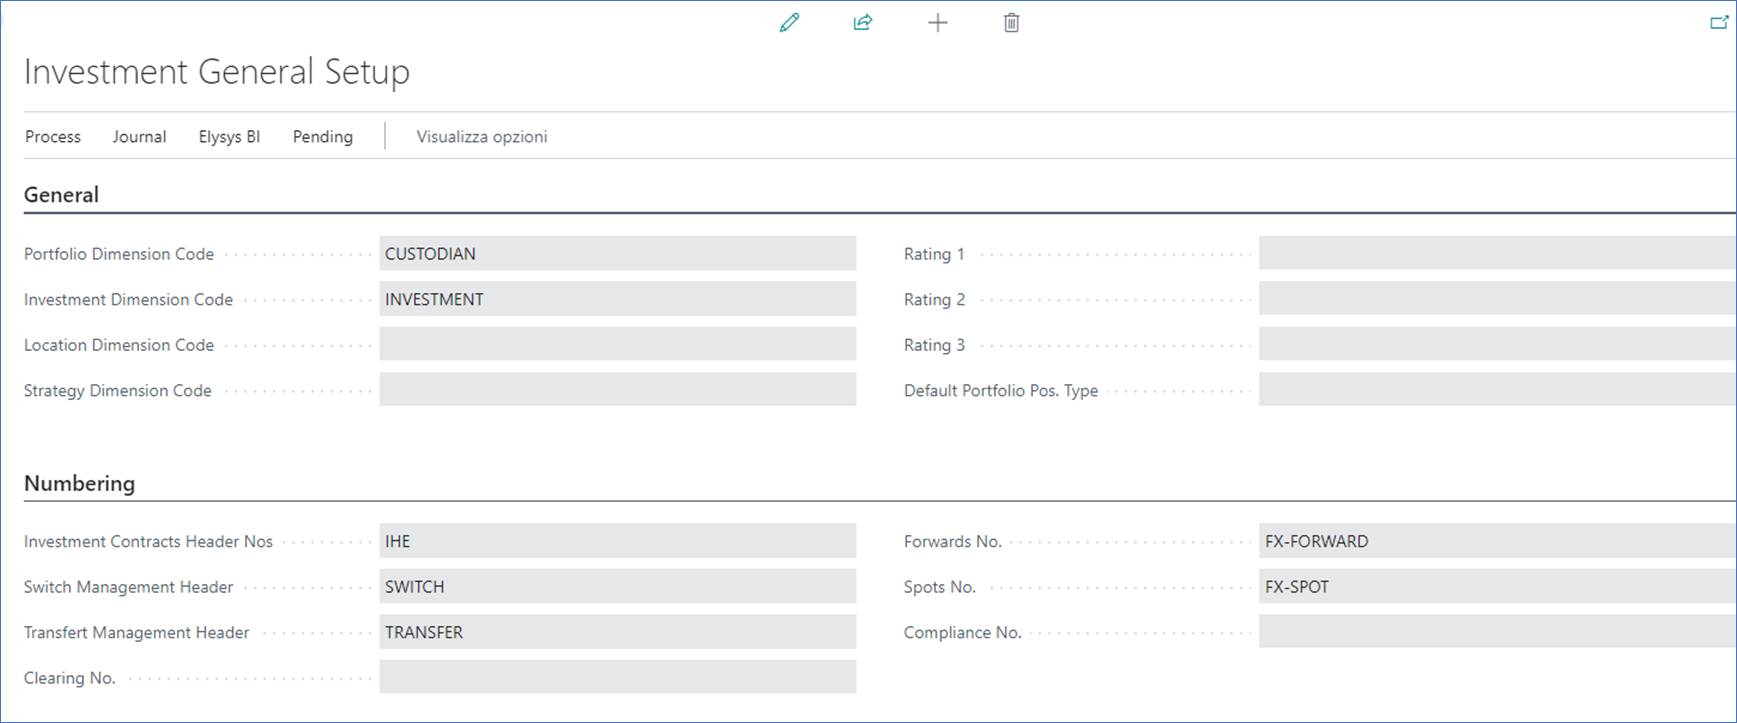 Investment General Setup
Process Journal Elysys BI Pending Visualizza opzioni
General
Portfolio Dimension Code CUSTODIAN Rating 1
Investment Dimension Code INVESTMENT Rating 2
Location Dimension Code Rating 3
Strategy Dimension Code Default Portfolio Pos. Type
Numbering
Investment Contracts Header Nos IHE Forwards No. FX-FORWARD
Switch Management Header SWITCH Spots No. FX-SPOT
Transfert Management Header TRANSFER Compliance No.
Clearing No.